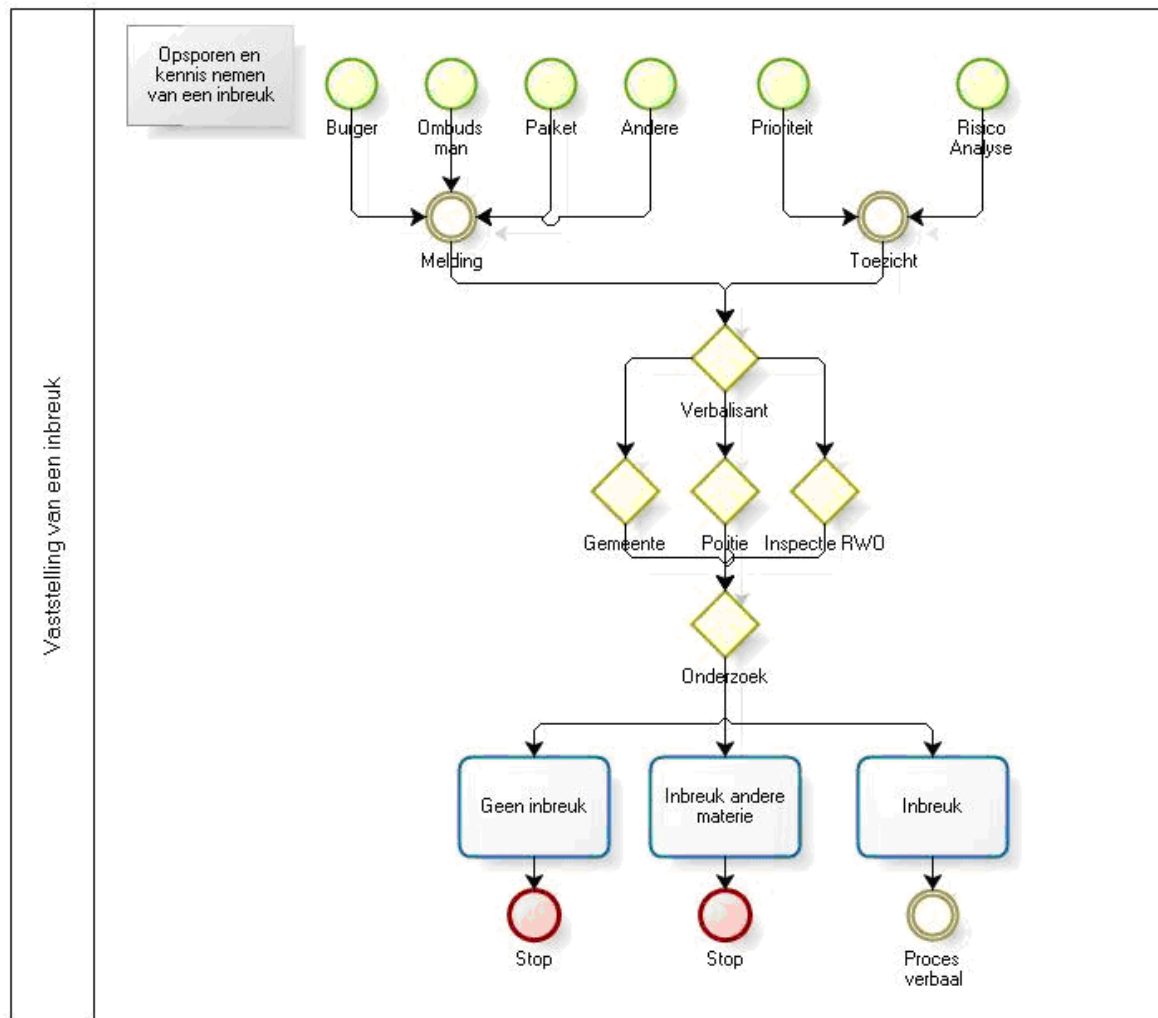 Vaststelling van een inbreuk
Opsporen en
kennis nemen
van een inbreuk
Burger
Ombuds
man
Parket
Andere
Prioriteit
Risico
Analyse
Melding
Toezicht
Verbalisant
Gemeente
Politie
Inspectie RWO
Onderzoek
Geen inbreuk
Inbreuk andere
materie
Inbreuk
Stop
Stop
Proces
verbaal